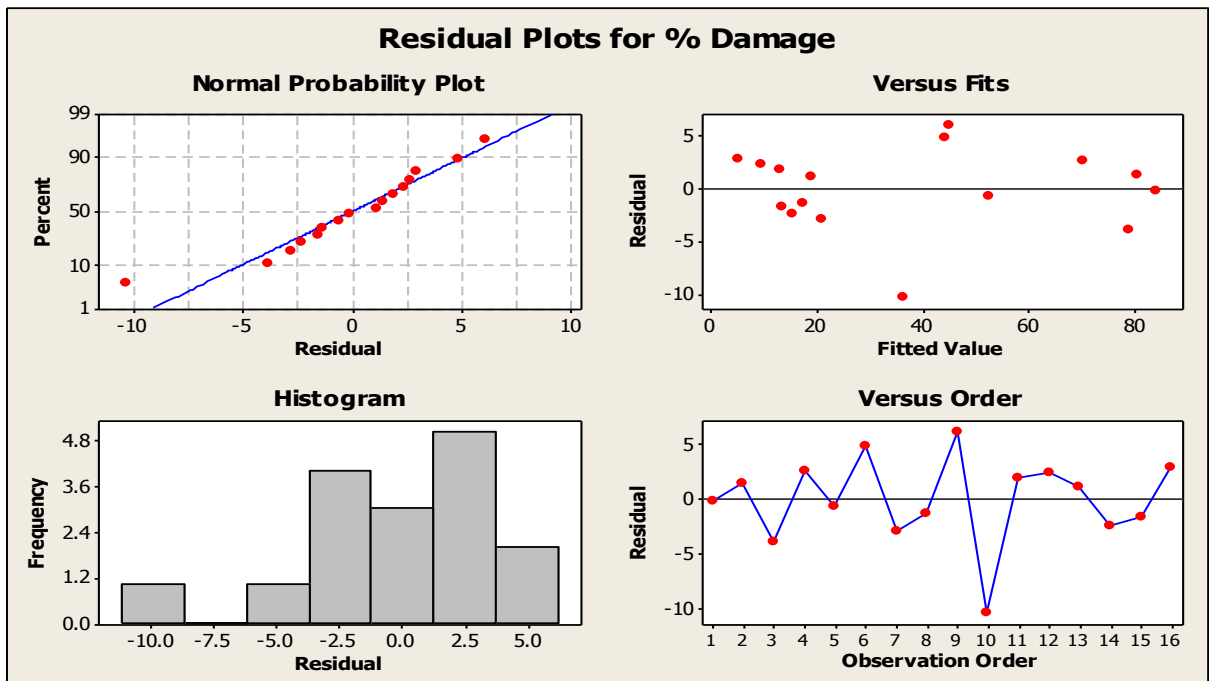 Residual Plots for % Damage
Normal Probability Plot
99
90
50
10
1
Percent
-10 -5 0 5 10
Residual
Versus Fits
5
0
-5
-10
Residual
0 20 40 60 80
Fitted Value
Histogram
4.8
3.6
2.4
1.2
0.0
Frequency
-10.0 -7.5 -5.0 -2.5 0.0 2.5 5.0
Residual
Versus Order
5
0
-5
-10
Residual
1 2 3 4 5 6 7 8 9 10 11 12 13 14 15 16
Observation Order